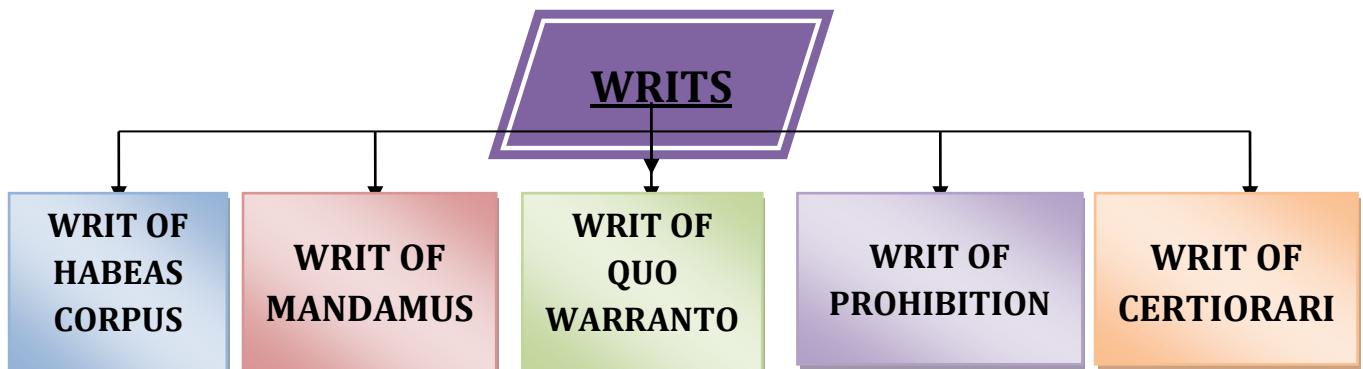 WRITS
WRIT OF
HABEAS
CORPUS
WRIT OF
MANDAMUS
WRIT OF
QUO
WARRANTO
WRIT OF
PROHIBITION
WRIT OF
CERTIORARI